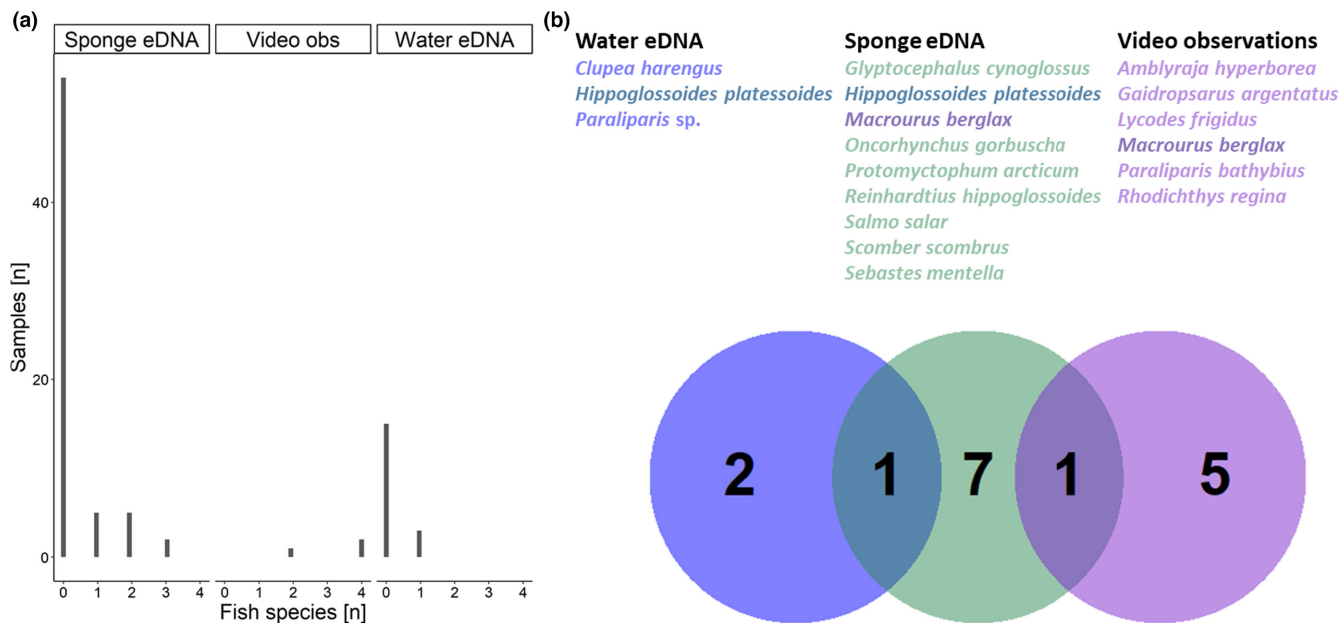 (a)
Sponge eDNA Video obs Water eDNA
Samples [n]
40
20
0
0 1 2 3 4 0 1 2 3 4 0 1 2 3 4
Fish species [n]
(b)
Water eDNA
Clupea harengus
Hippoglossoides platessoides
Paraliparis sp.
Sponge eDNA
Glyptocephalus cynoglossus
Hippoglossoides platessoides
Macrourus berglax
Oncorhynchus gorbuscha
Protomyctophum arcticum
Reinhardtius hippoglossoides
Salmo salar
Scomber scombrus
Sebastes mentella
Video observations
Amblyraja hyperborea
Gaidropsarus argentatus
Lycodes frigidus
Macrourus berglax
Paraliparis bathybius
Rhodichthys regina
2 1 7 1 5